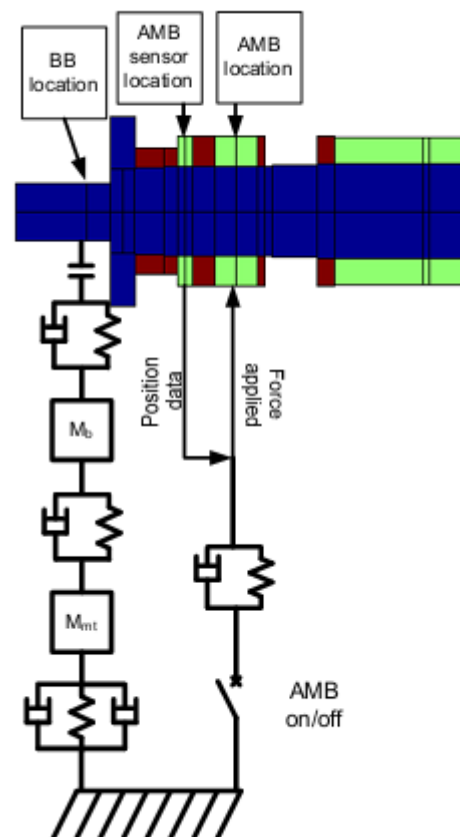 BB
location
AMB
sensor
location
AMB
location
Position
data
Force
applied
Mb
Mmt
AMB
on/off